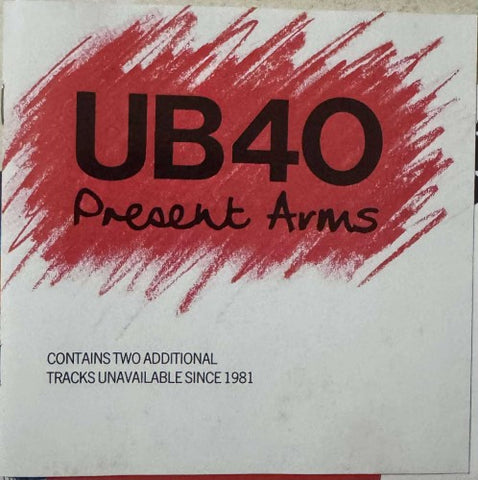 UB40
Present Arms
CONTAINS TWO ADDITIONAL
TRACKS UNAVAILABLE SINCE 1981